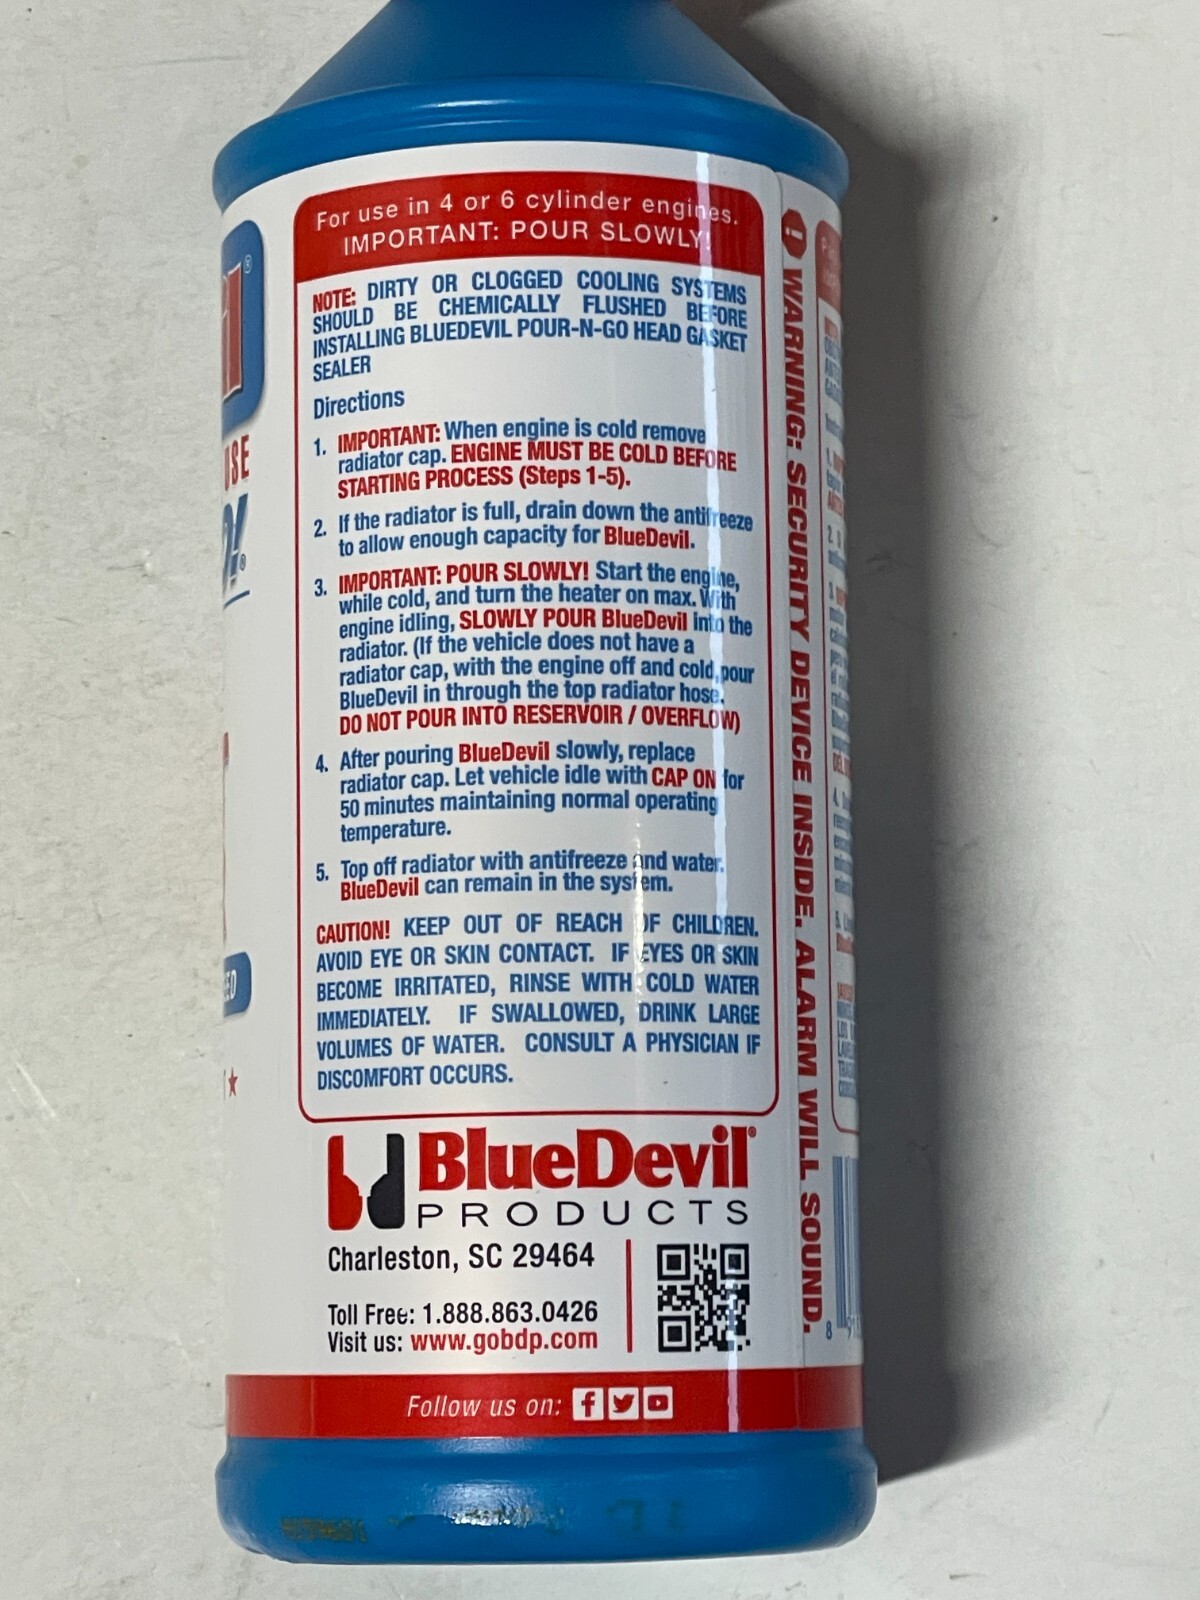 For use in 4 or 6 cylinder engines.
IMPORTANT: POUR SLOWLY!
NOTE: DIRTY OR CLOGGED COOLING SYSTEMS
SHOULD BE CHEMICALLY FLUSHED BEFORE
INSTALLING BLUEDEVIL POUR-N-GO HEAD GASKET
SEALER
Directions
1. IMPORTANT: When engine is cold remove
radiator cap. ENGINE MUST BE COLD BEFORE
STARTING PROCESS (Steps 1-5).
2. If the radiator is full, drain down the antifreeze
to allow enough capacity for BlueDevil.
3. IMPORTANT: POUR SLOWLY! Start the engine,
while cold, and turn the heater on max. With
engine idling, SLOWLY POUR BlueDevil into the
radiator. (If the vehicle does not have a
radiator cap, with the engine off and cold, pour
BlueDevil in through the top radiator hose.
DO NOT POUR INTO RESERVOIR / OVERFLOW)
4. After pouring BlueDevil slowly, replace
radiator cap. Let vehicle idle with CAP ON for
50 minutes maintaining normal operating
temperature.
5. Top off radiator with antifreeze and water.
BlueDevil can remain in the system.
CAUTION! KEEP OUT OF REACH OF CHILDREN.
AVOID EYE OR SKIN CONTACT. IF EYES OR SKIN
BECOME IRRITATED, RINSE WITH COLD WATER
IMMEDIATELY. IF SWALLOWED, DRINK LARGE
VOLUMES OF WATER. CONSULT A PHYSICIAN IF
DISCOMFORT OCCURS.
BlueDevil®
PRODUCTS
Charleston, SC 29464
Toll Free: 1.888.863.0426
Visit us: www.gobdp.com
Follow us on:
WARNING: SECURITY DEVICE INSIDE. ALARM WILL SOUND.
USE
8